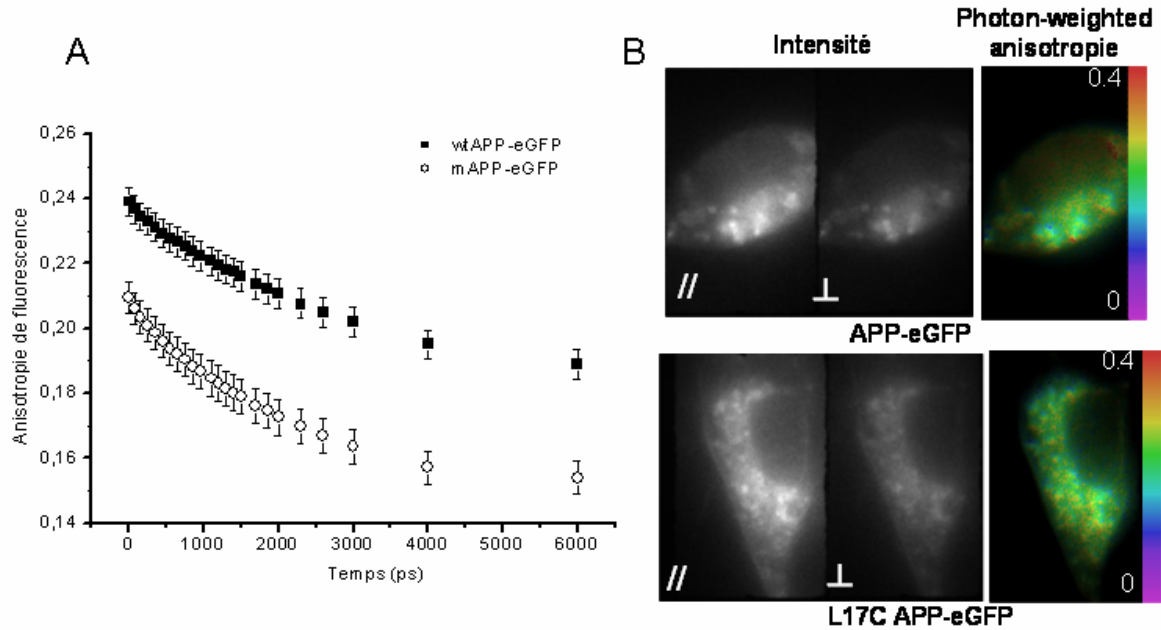 A
0,26
0,24
0,22
0,20
0,18
0,16
0,14
Anisotropie de fluorescence
0
1000
2000
3000
4000
5000
6000
Temps (ps)
wtAPP-eGFP
mAPP-eGFP
B
Intensité
Photon-weighted
anisotropie
//
⊥
0.4
0
APP-eGFP
//
⊥
0.4
0
L17C APP-eGFP